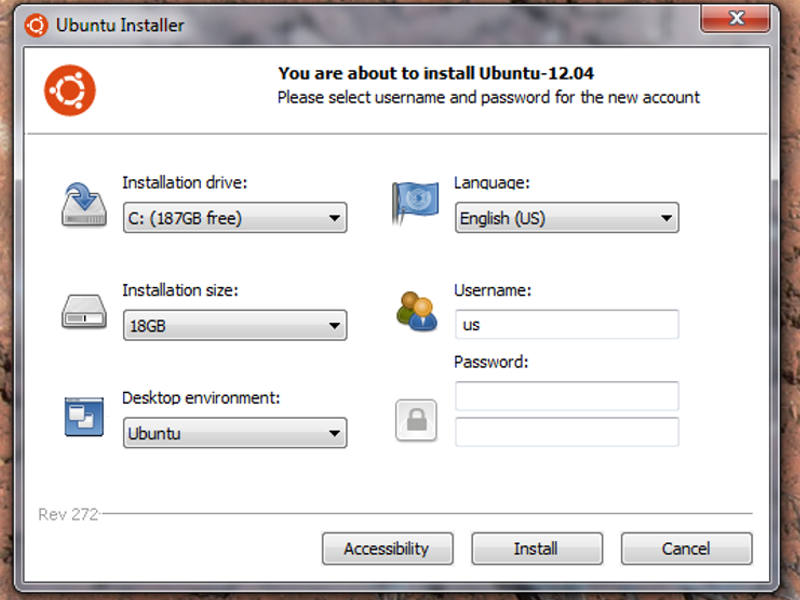 Ubuntu Installer
You are about to install Ubuntu-12.04
Please select username and password for the new account
Installation drive:
C: (187GB free)
Language:
English (US)
Installation size:
18GB
Username:
us
Password:
Desktop environment:
Ubuntu
Rev 272
Accessibility
Install
Cancel